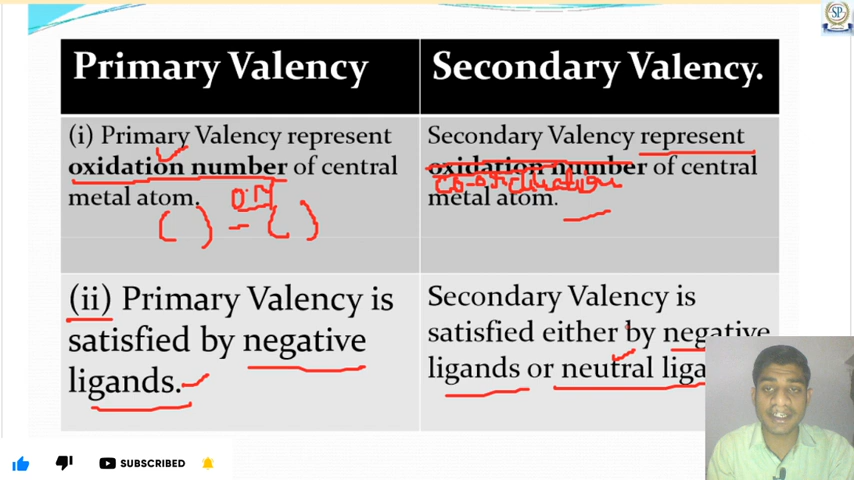 SP
Primary Valency
Secondary Valency.
(i) Primary Valency represent
oxidation number of central
metal atom.
O.N
( ) - ( )
Secondary Valency represent
oxidation number of central
co-ordination
metal atom.
(ii) Primary Valency is
satisfied by negative
ligands.
Secondary Valency is
satisfied either by negative
ligands or neutral liga
SUBSCRIBED